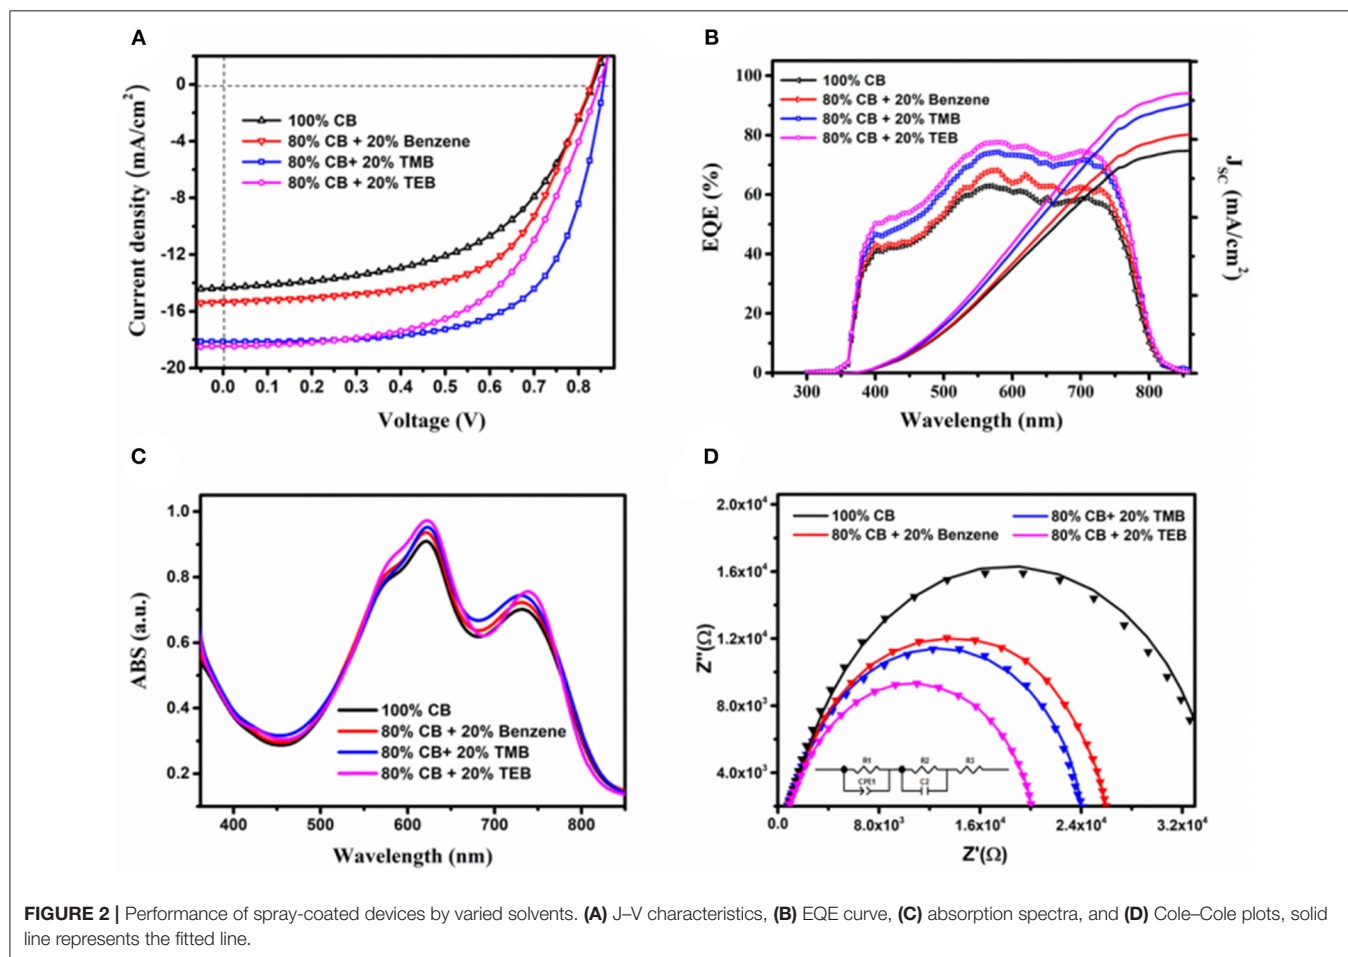 A
0
-4
-8
-12
-16
-20
Current density (mA/cm²)
100% CB
80% CB + 20% Benzene
80% CB+ 20% TMB
80% CB + 20% TEB
0.0 0.1 0.2 0.3 0.4 0.5 0.6 0.7 0.8
Voltage (V)
B
100
80
60
40
20
0
EQE (%)
100% CB
80% CB + 20% Benzene
80% CB + 20% TMB
80% CB + 20% TEB
J_SC (mA/cm²)
300 400 500 600 700 800
Wavelength (nm)
C
1.0
0.8
0.6
0.4
0.2
ABS (a.u.)
100% CB
80% CB + 20% Benzene
80% CB+ 20% TMB
80% CB + 20% TEB
400 500 600 700 800
Wavelength (nm)
D
2.0x10⁴
1.6x10⁴
1.2x10⁴
8.0x10³
4.0x10³
Z''(Ω)
100% CB
80% CB + 20% Benzene
80% CB+ 20% TMB
80% CB + 20% TEB
R1 R2 R3
CPE1 C2
0.0 8.0x10³ 1.6x10⁴ 2.4x10⁴ 3.2x10⁴
Z'(Ω)
FIGURE 2 | Performance of spray-coated devices by varied solvents. (A) J–V characteristics, (B) EQE curve, (C) absorption spectra, and (D) Cole–Cole plots, solid
line represents the fitted line.